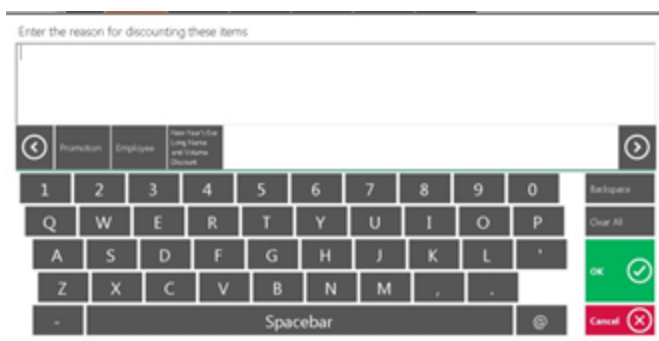 Enter the reason for discounting these items
Promotion
Employee
New Year's Eve
Long Name
and Volume
Discount
1 2 3 4 5 6 7 8 9 0
Backspace
Q W E R T Y U I O P
Clear All
A S D F G H J K L '
OK
Z X C V B N M , .
- Spacebar @
Cancel